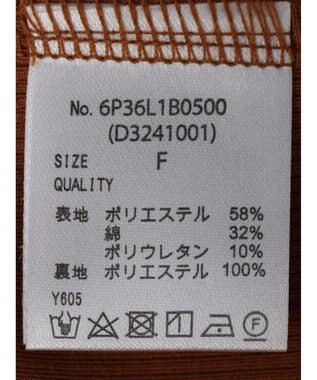 No. 6P36L1B0500
(D3241001)
SIZE F
QUALITY
表地 ポリエステル 58%
綿 32%
ポリウレタン 10%
裏地 ポリエステル 100%
Y605
F